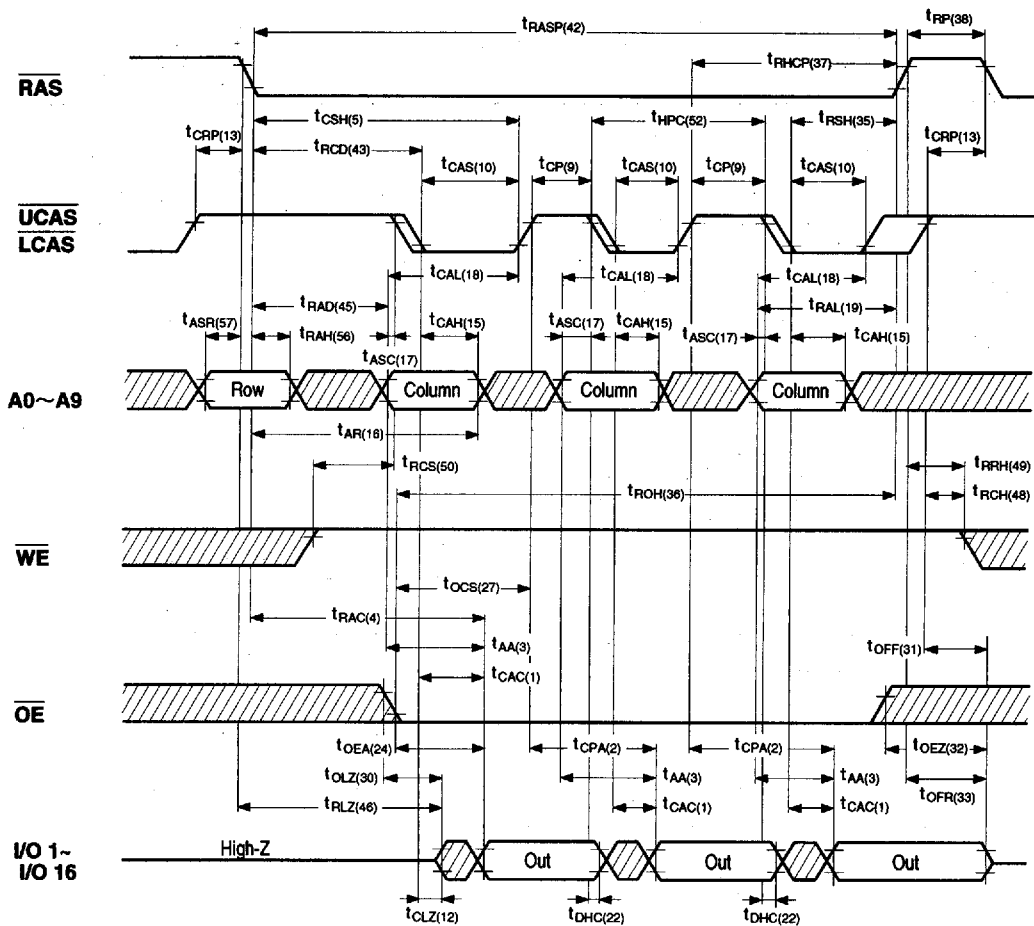 tRASP(42) tRP(38)
tRHCP(37)
RAS
tCSH(5) tHPC(52) tRSH(35)
tCRP(13) tRCD(43) tCRP(13)
tCAS(10) tCP(9) tCAS(10) tCP(9) tCAS(10)
UCAS
LCAS
tCAL(18) tCAL(18) tCAL(18)
tRAD(45) tRAL(19)
tASR(57) tRAH(56) tCAH(15) tASC(17) tCAH(15) tASC(17) tCAH(15)
tASC(17)
A0~A9 Row Column Column Column
tAR(16)
tRCS(50) tRRH(49)
tROH(36) tRCH(48)
WE
tOCS(27)
tRAC(4)
tAA(3) tOFF(31)
tCAC(1)
OE
tOEA(24) tCPA(2) tCPA(2) tOEZ(32)
tOLZ(30) tAA(3) tAA(3)
tRLZ(46) tCAC(1) tCAC(1) tOFR(33)
I/O 1~
I/O 16
High-Z Out Out Out
tCLZ(12) tDHC(22) tDHC(22)